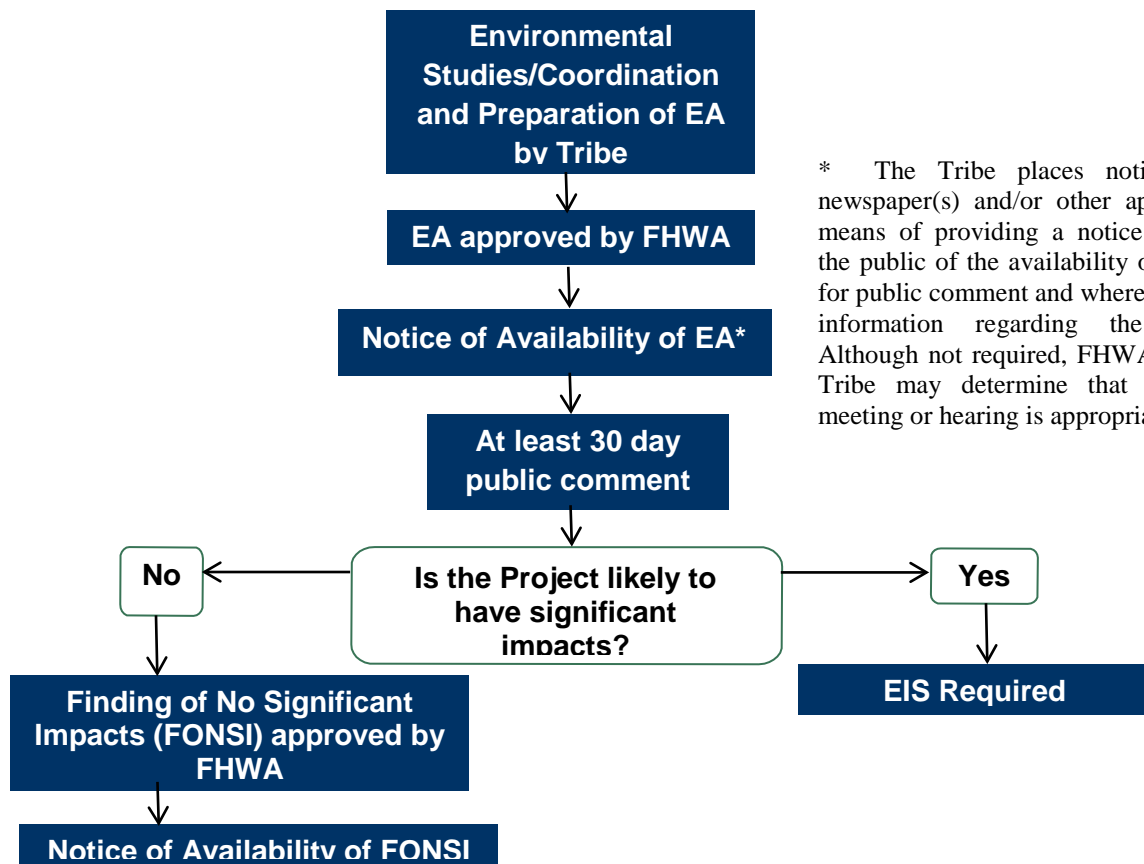 Environmental
Studies/Coordination
and Preparation of EA
by Tribe
EA approved by FHWA
Notice of Availability of EA*
At least 30 day
public comment
* The Tribe places
newspaper(s) and/or other
means of providing a notice
the public of the availability
for public comment and where
information regarding the
Although not required, FHWA
Tribe may determine that
meeting or hearing is
No
Is the Project likely to
have significant
impacts?
Yes
Finding of No Significant
Impacts (FONSI) approved by
FHWA
EIS Required
Notice of Availability of FONSI